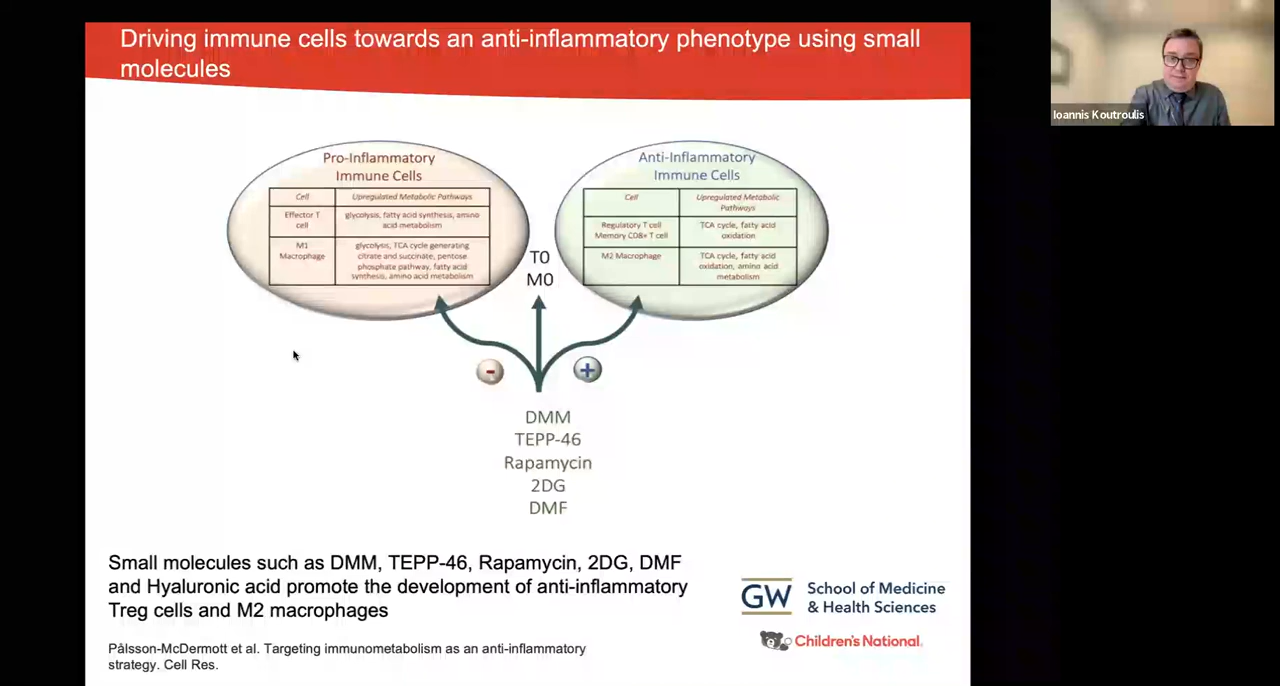 Driving immune cells towards an anti-inflammatory phenotype using small
molecules
Ioannis Koutroulis
Pro-Inflammatory
Immune Cells
Cell
Upregulated Metabolic Pathways
Effector T
cell
glycolysis, fatty acid synthesis, amino
acid metabolism
M1
Macrophage
glycolysis, TCA cycle generating
citrate and succinate, pentose
phosphate pathway, fatty acid
synthesis, amino acid metabolism
T0
M0
Anti-Inflammatory
Immune Cells
Cell
Upregulated Metabolic
Pathways
Regulatory T cell
Memory CD8+ T cell
TCA cycle, fatty acid
oxidation
M2 Macrophage
TCA cycle, fatty acid
oxidation, amino acid
metabolism
-
+
DMM
TEPP-46
Rapamycin
2DG
DMF
Small molecules such as DMM, TEPP-46, Rapamycin, 2DG, DMF
and Hyaluronic acid promote the development of anti-inflammatory
Treg cells and M2 macrophages
Pålsson-McDermott et al. Targeting immunometabolism as an anti-inflammatory
strategy. Cell Res.
GW
School of Medicine
& Health Sciences
Children's National.